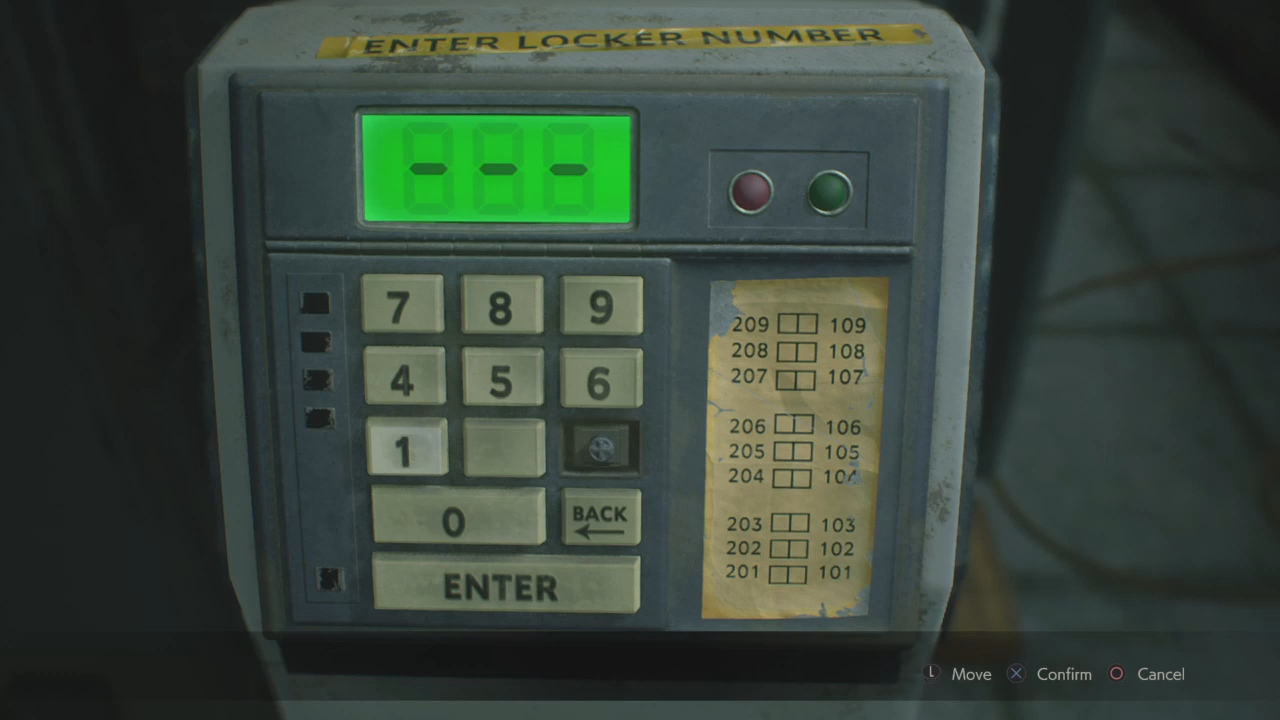 ENTER LOCKER NUMBER
---
7 8 9
4 5 6
1
0 BACK
ENTER
209 109
208 108
207 107
206 106
205 105
204 104
203 103
202 102
201 101
L Move Confirm Cancel